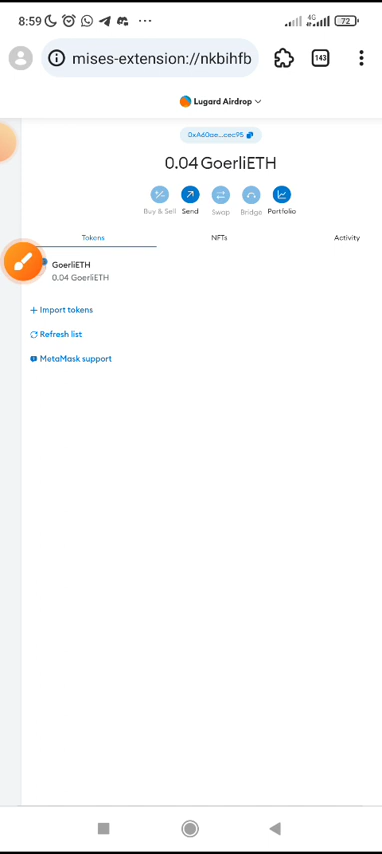 8:59
4G
72
mises-extension://nkbihfb
143
Lugard Airdrop
0xA60ae...cec95
0.04 GoerliETH
Buy & Sell
Send
Swap
Bridge
Portfolio
Tokens
NFTs
Activity
GoerliETH
0.04 GoerliETH
+ Import tokens
Refresh list
MetaMask support